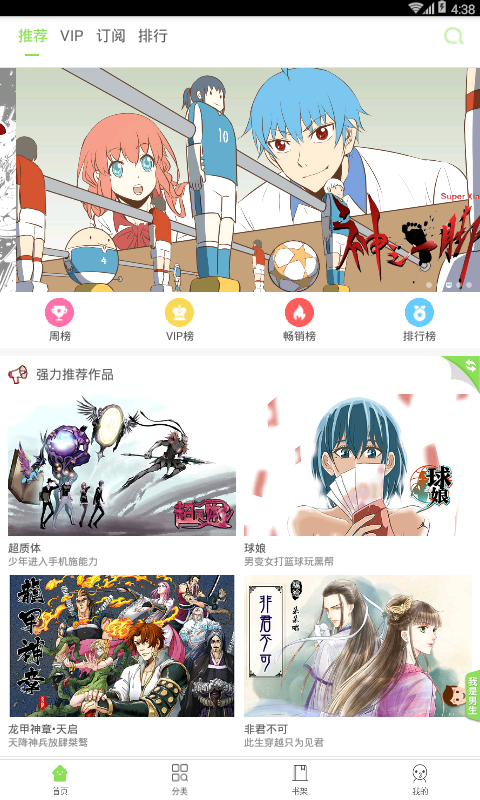 4:38
推荐 VIP 订阅 排行
10
4
Super Xia
神之一脚
周榜 VIP榜 畅销榜 排行榜
强力推荐作品
超质体
球娘
超质体 球娘
少年进入手机施能力 男变女打篮球玩黑帮
龍甲神章
非君不可
龙甲神章•天启 非君不可
天降神兵放肆桀骜 此生穿越只为见君
我是男生
首页 分类 书架 我的